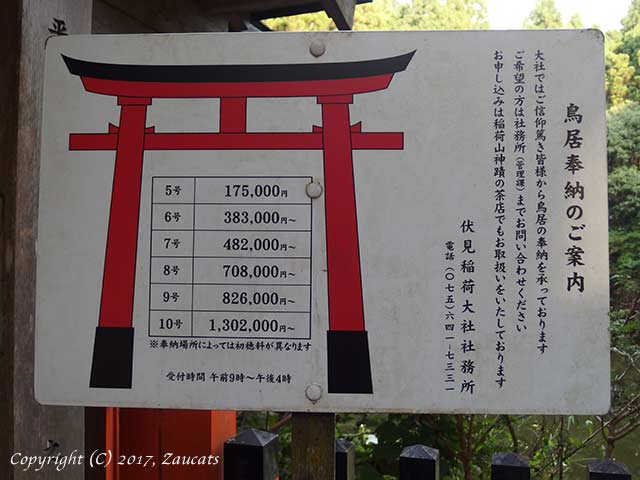 鳥居奉納のご案内
大社ではご信仰篤き皆様から鳥居の奉納を承っております
ご希望の方は社務所(管理課)までお問い合わせください
お申し込みは稲荷山神蹟の茶店でもお取扱いをいたしております
伏見稲荷大社社務所
電話(〇七五)六四一-七三三一
5号 175,000円
6号 383,000円~
7号 482,000円~
8号 708,000円~
9号 826,000円~
10号 1,302,000円~
※奉納場所によっては初穂料が異なります
受付時間 午前9時~午後4時
Copyright (C) 2017, Zaucats